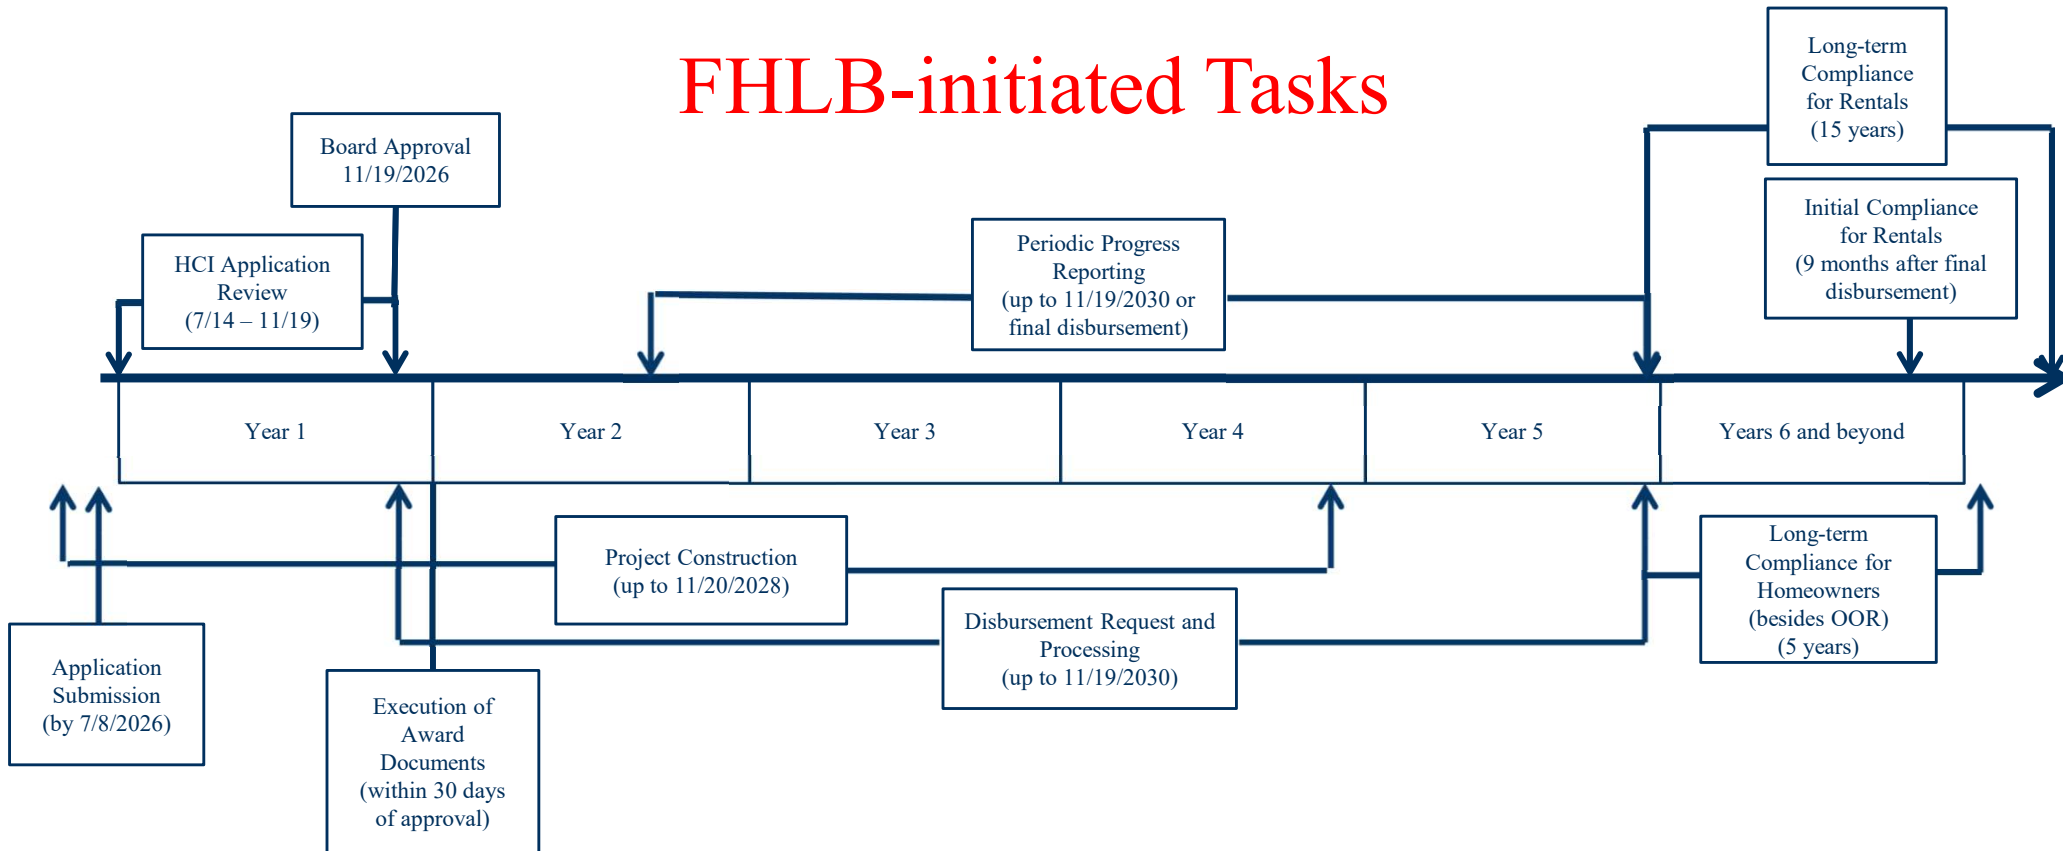 FHLB-initiated Tasks
Long-term
Compliance
for Rentals
(15 years)
Board Approval
11/19/2026
Initial Compliance
for Rentals
(9 months after final
disbursement)
HCI Application
Review
(7/14 – 11/19)
Periodic Progress
Reporting
(up to 11/19/2030 or
final disbursement)
Year 1
Year 2
Year 3
Year 4
Year 5
Years 6 and beyond
Project Construction
(up to 11/20/2028)
Long-term
Compliance for
Homeowners
(besides OOR)
(5 years)
Disbursement Request and
Processing
(up to 11/19/2030)
Application
Submission
(by 7/8/2026)
Execution of
Award
Documents
(within 30 days
of approval)